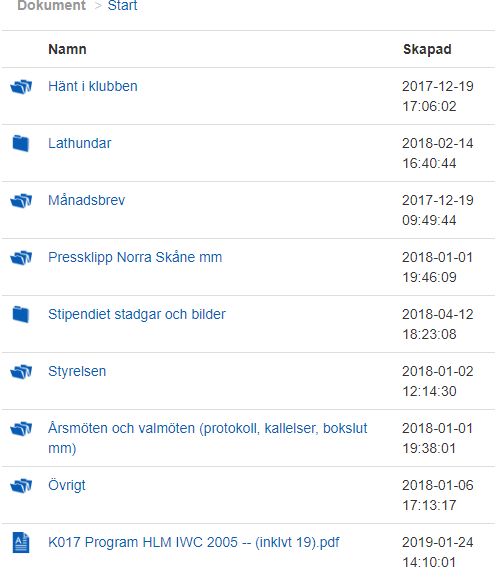 Dokument > Start
Namn Skapad
Hänt i klubben 2017-12-19
17:06:02
Lathundar 2018-02-14
16:40:44
Månadsbrev 2017-12-19
09:49:44
Pressklipp Norra Skåne mm 2018-01-01
19:46:09
Stipendiet stadgar och bilder 2018-04-12
18:23:08
Styrelsen 2018-01-02
12:14:30
Årsmöten och valmöten (protokoll, kallelser, bokslut 2018-01-01
mm) 19:38:01
Övrigt 2018-01-06
17:13:17
K017 Program HLM IWC 2005 -- (inklvt 19).pdf 2019-01-24
14:10:01